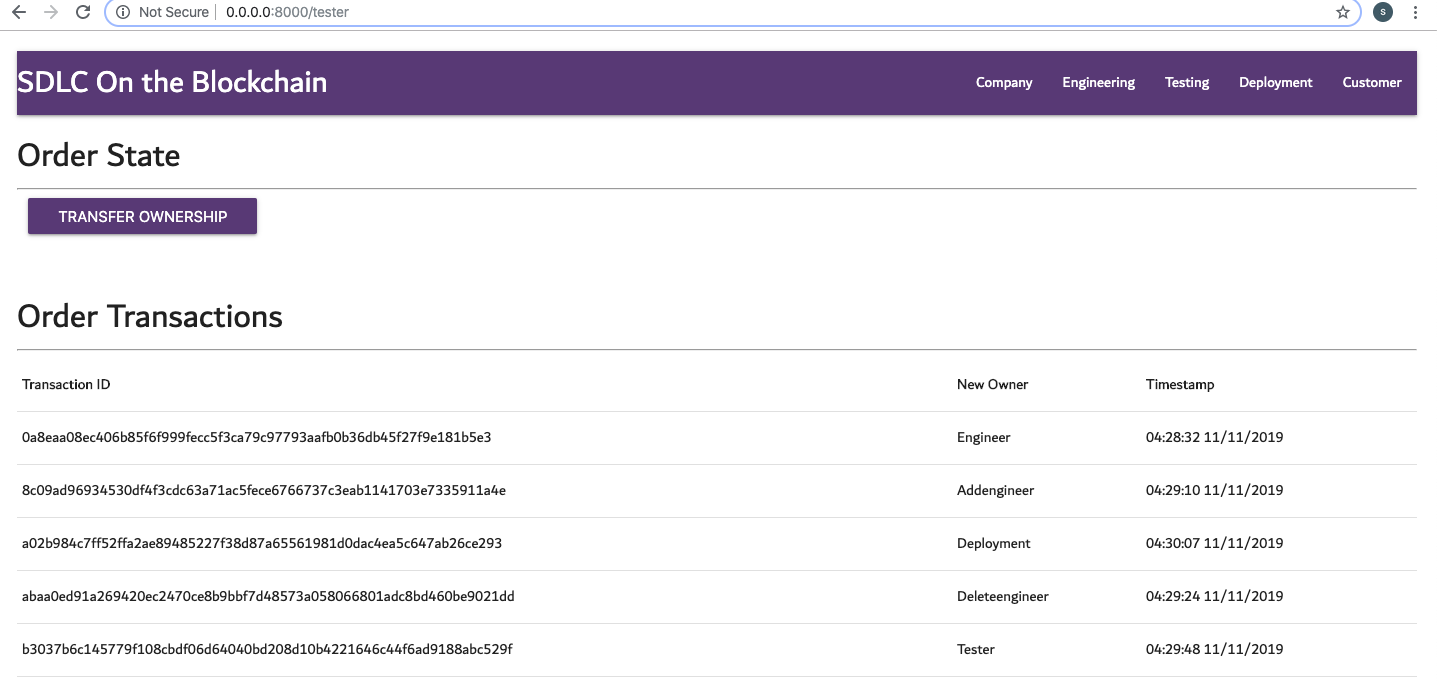 Not Secure 0.0.0.0:8000/tester S
SDLC On the Blockchain Company Engineering Testing Deployment Customer
Order State
TRANSFER OWNERSHIP
Order Transactions
Transaction ID New Owner Timestamp
0a8eaa08ec406b85f6f999fecc5f3ca79c97793aafb0b36db45f27f9e181b5e3 Engineer 04:28:32 11/11/2019
8c09ad96934530df4f3cdc63a71ac5fece6766737c3eab1141703e7335911a4e Addengineer 04:29:10 11/11/2019
a02b984c7ff52ffa2ae89485227f38d87a65561981d0dac4ea5c647ab26ce293 Deployment 04:30:07 11/11/2019
abaa0ed91a269420ec2470ce8b9bbf7d48573a058066801adc8bd460be9021dd Deleteengineer 04:29:24 11/11/2019
b3037b6c145779f108cbdf06d64040bd208d10b4221646c44f6ad9188abc529f Tester 04:29:48 11/11/2019